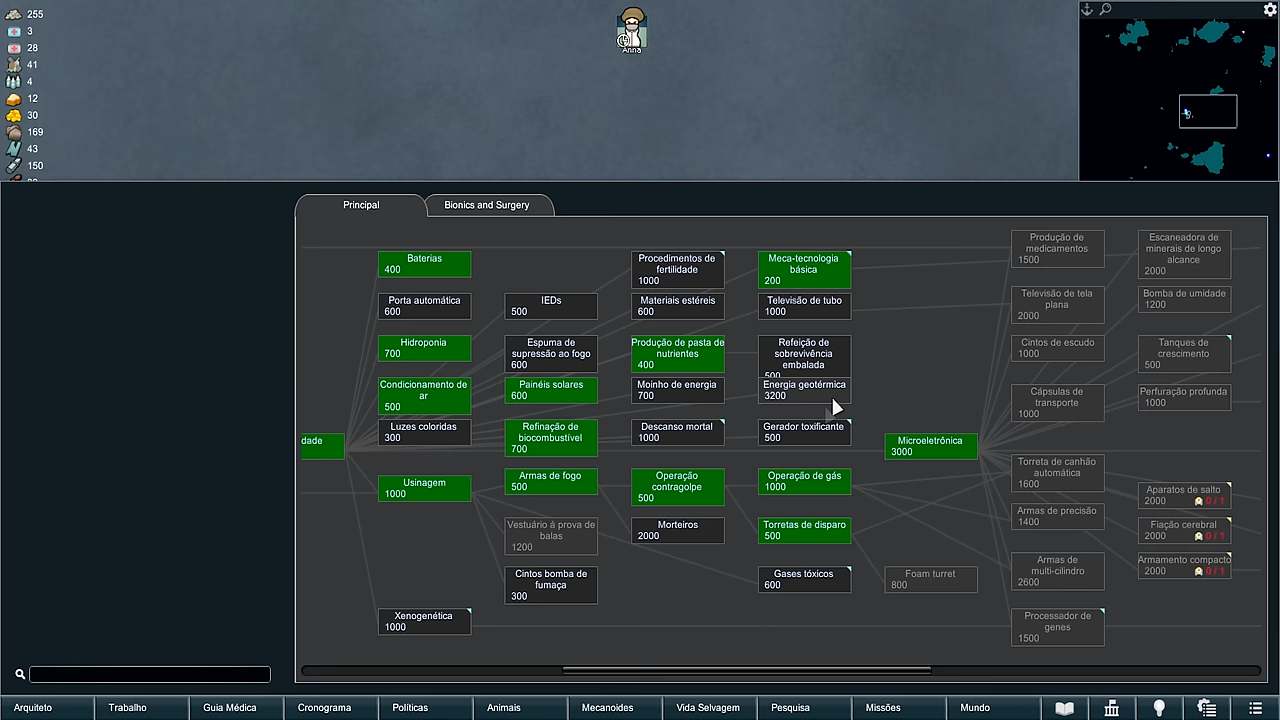 255
3
28
41
4
12
30
169
43
150
Anna
Principal
Bionics and Surgery
Baterias
400
Porta automática
600
Hidroponia
700
Condicionamento de
ar
500
Luzes coloridas
300
dade
Usinagem
1000
Xenogenética
1000
IEDs
500
Espuma de
supressão ao fogo
600
Painéis solares
600
Refinação de
biocombustível
700
Armas de fogo
500
Vestuário à prova de
balas
1200
Cintos bomba de
fumaça
300
Procedimentos de
fertilidade
1000
Materiais estéreis
600
Produção de pasta de
nutrientes
400
Moinho de energia
700
Descanso mortal
1000
Operação
contragolpe
500
Morteiros
2000
Meca-tecnologia
básica
200
Televisão de tubo
1000
Refeição de
sobrevivência
embalada
500
Energia geotérmica
3200
Gerador toxificante
500
Operação de gás
1000
Torretas de disparo
500
Gases tóxicos
600
Microeletrônica
3000
Foam turret
800
Produção de
medicamentos
1500
Televisão de tela
plana
2000
Cintos de escudo
1000
Cápsulas de
transporte
1000
Torreta de canhão
automática
1600
Armas de precisão
1400
Armas de
multi-cilindro
2600
Processador de
genes
1500
Escaneadora de
minerais de longo
alcance
2000
Bomba de umidade
1200
Tanques de
crescimento
500
Perfuração profunda
1000
Aparatos de salto
2000 0 / 1
Fiação cerebral
2000 0 / 1
Armamento compacto
2000 0 / 1
Arquiteto
Trabalho
Guia Médica
Cronograma
Políticas
Animais
Mecanoides
Vida Selvagem
Pesquisa
Missões
Mundo